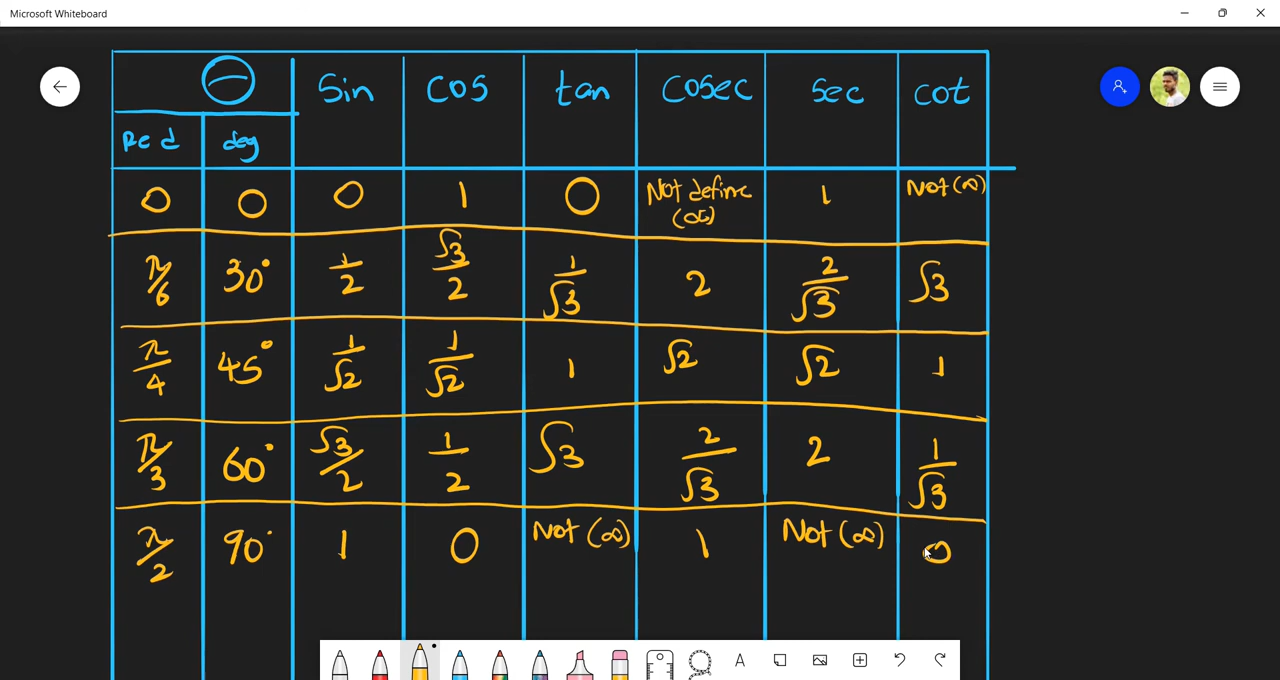 Microsoft Whiteboard
θ Sin cos tan cosec sec cot
Red deg
0 0 0 1 0 Not define (∞) 1 Not (∞)
π/6 30° 1/2 √3/2 1/√3 2 2/√3 √3
π/4 45° 1/√2 1/√2 1 √2 √2 1
π/3 60° √3/2 1/2 √3 2/√3 2 1/√3
π/2 90° 1 0 Not (∞) 1 Not (∞) 0
A